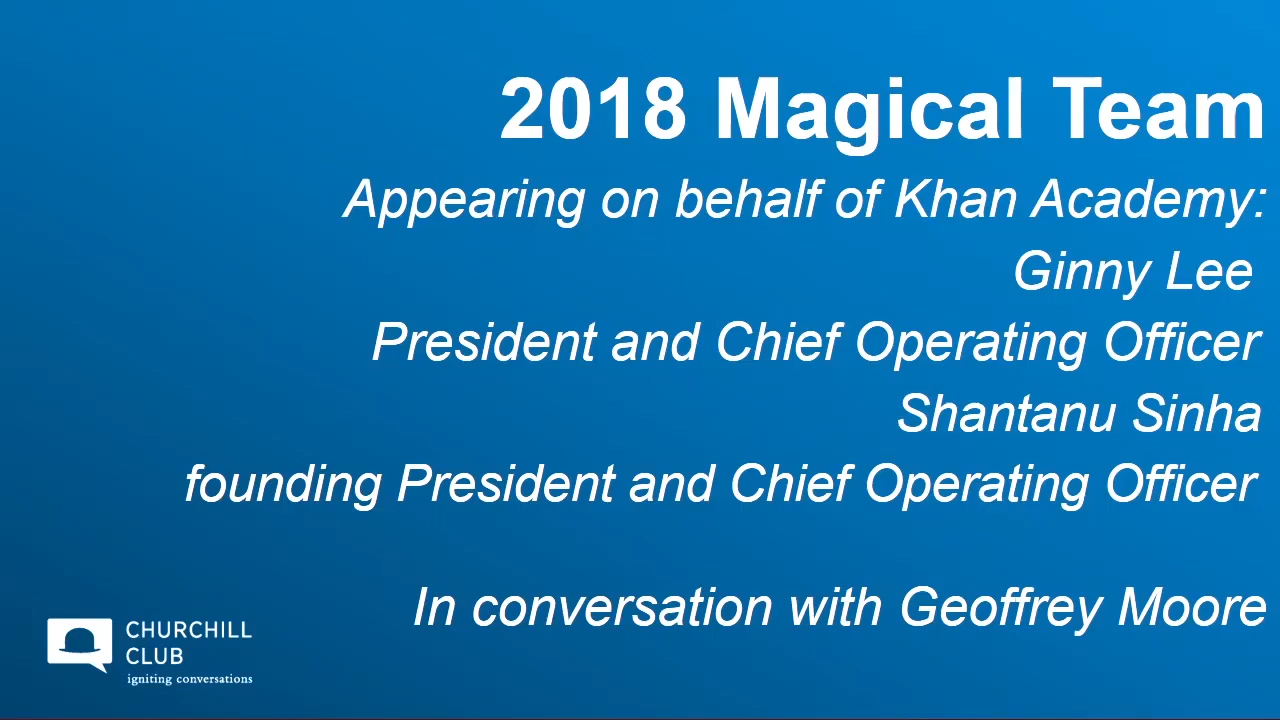 2018 Magical Team
Appearing on behalf of Khan Academy:
Ginny Lee
President and Chief Operating Officer
Shantanu Sinha
founding President and Chief Operating Officer
In conversation with Geoffrey Moore
CHURCHILL
CLUB
igniting conversations